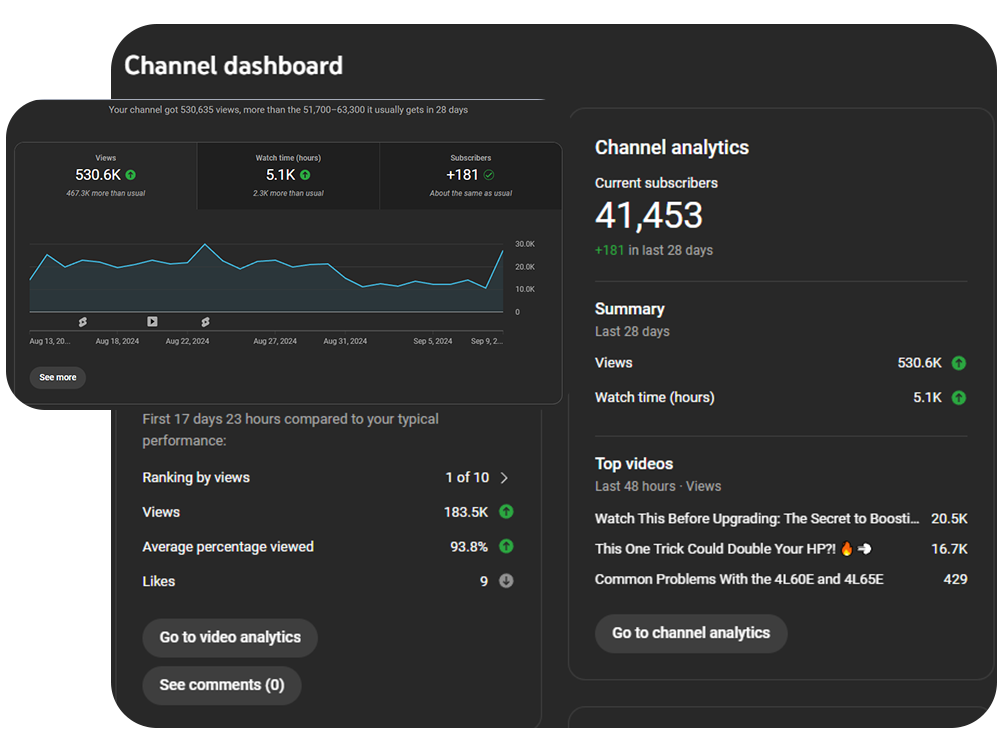 Channel dashboard
Your channel got 530,635 views, more than the 51,700–63,300 it usually gets in 28 days
Views
530.6K
467.3K more than usual
Watch time (hours)
5.1K
2.3K more than usual
Subscribers
+181
About the same as usual
30.0K
20.0K
10.0K
0
Aug 13, 20...
Aug 18, 2024
Aug 22, 2024
Aug 27, 2024
Aug 31, 2024
Sep 5, 2024
Sep 9, 2...
See more
First 17 days 23 hours compared to your typical
performance:
Ranking by views 1 of 10
Views 183.5K
Average percentage viewed 93.8%
Likes 9
Go to video analytics
See comments (0)
Channel analytics
Current subscribers
41,453
+181 in last 28 days
Summary
Last 28 days
Views 530.6K
Watch time (hours) 5.1K
Top videos
Last 48 hours · Views
Watch This Before Upgrading: The Secret to Boosti... 20.5K
This One Trick Could Double Your HP?! 🔥 💨 16.7K
Common Problems With the 4L60E and 4L65E 429
Go to channel analytics